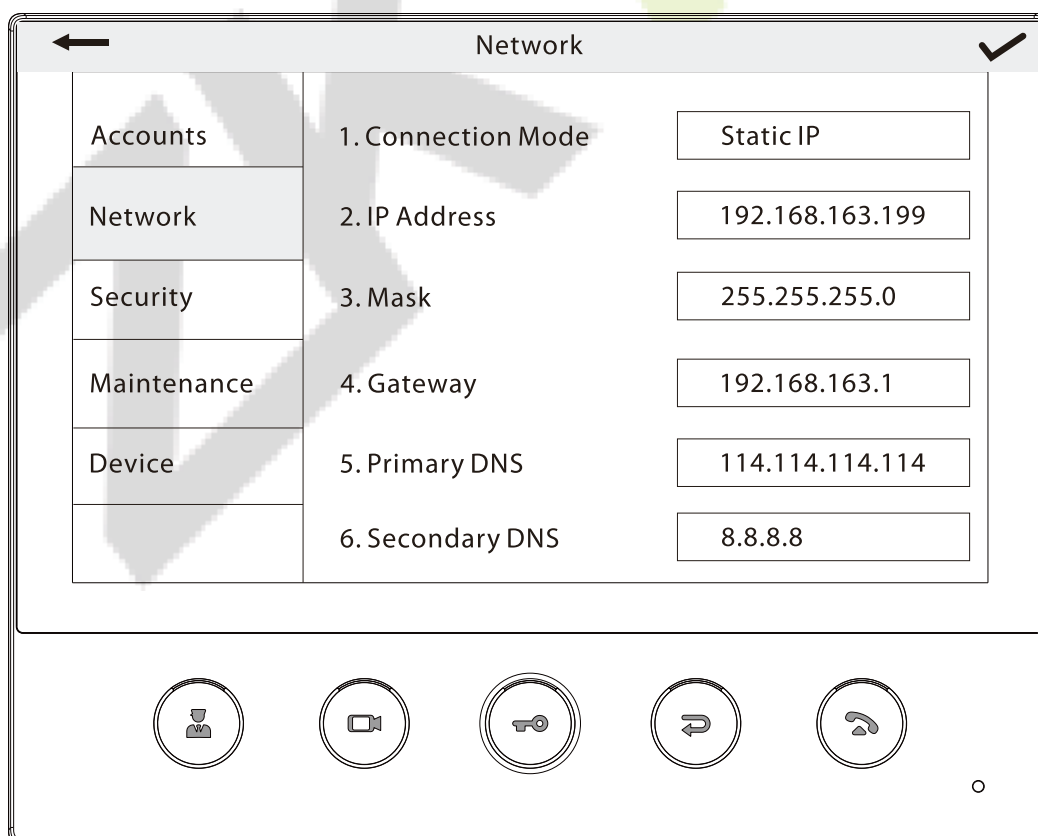 Network
Accounts
1. Connection Mode
Static IP
Network
2. IP Address
192.168.163.199
Security
3. Mask
255.255.255.0
Maintenance
4. Gateway
192.168.163.1
Device
5. Primary DNS
114.114.114.114
6. Secondary DNS
8.8.8.8